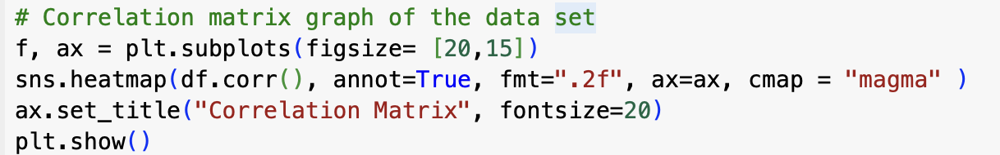 # Correlation matrix graph of the data set
f, ax = plt.subplots(figsize= [20,15])
sns.heatmap(df.corr(), annot=True, fmt=".2f", ax=ax, cmap = "magma" )
ax.set_title("Correlation Matrix", fontsize=20)
plt.show()